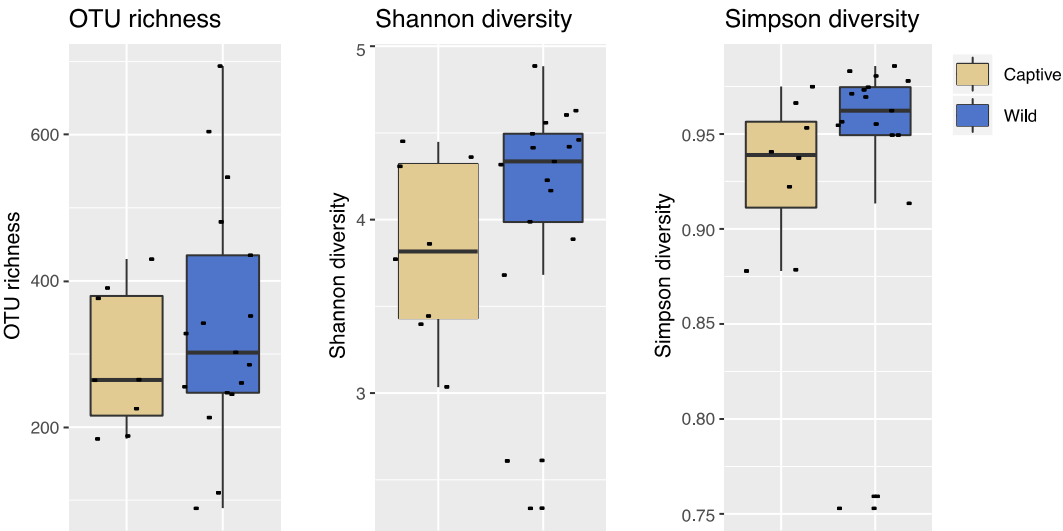 OTU richness
OTU richness
600
400
200
Shannon diversity
Shannon diversity
5
4
3
Simpson diversity
Simpson diversity
0.95
0.90
0.85
0.80
0.75
Captive
Wild